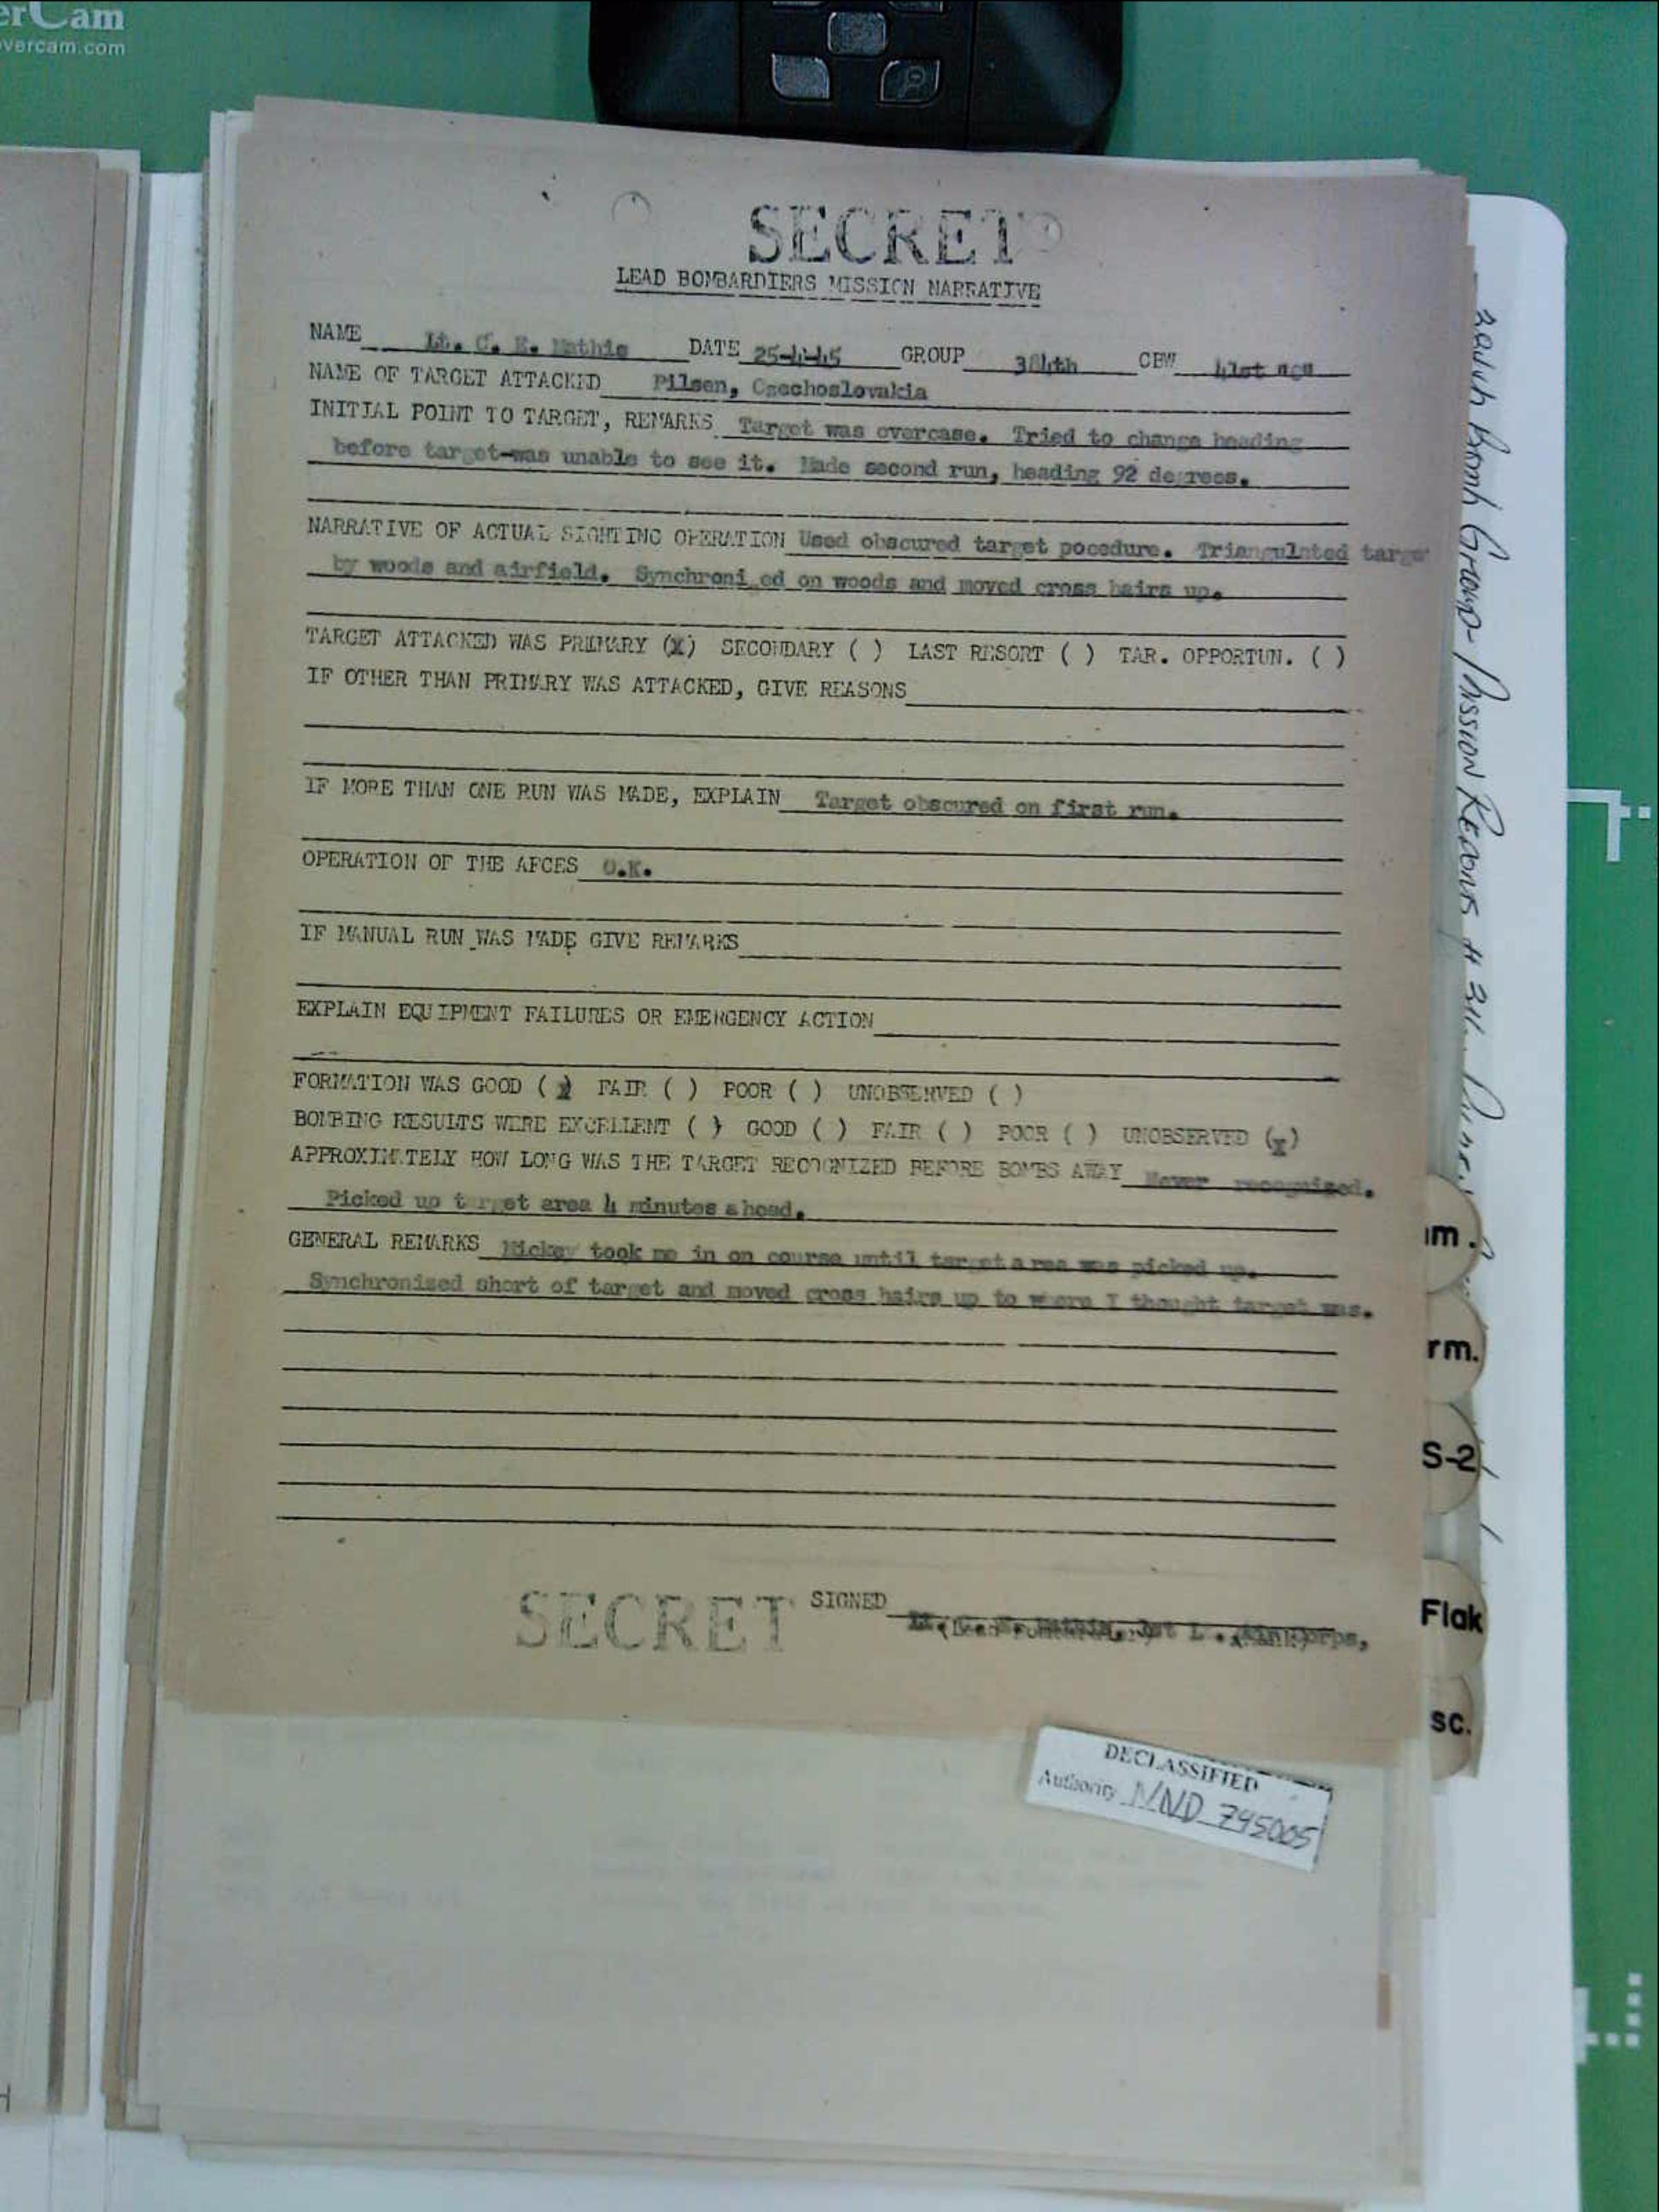 erCam
vercam.com
SECRET
LEAD BOMBARDIERS MISSION NARRATIVE
NAME Lt. C. E. Mathis DATE 25-4-45 GROUP 384th CBW 41st
NAME OF TARGET ATTACKED Pilsen, Czechoslovakia
INITIAL POINT TO TARGET, REMARKS Target was overcase. Tried to change heading
before target-was unable to see it. Made second run, heading 92 degrees.
NARRATIVE OF ACTUAL SIGHTING OPERATION Used obscured target pocedure. Triangulated target
by woods and airfield. Synchroni ed on woods and moved cross hairs up.
TARGET ATTACKED WAS PRIMARY (X) SECONDARY ( ) LAST RESORT ( ) TAR. OPPORTUN. ( )
IF OTHER THAN PRIMARY WAS ATTACKED, GIVE REASONS
IF MORE THAN ONE RUN WAS MADE, EXPLAIN Target obscured on first run.
OPERATION OF THE AFCES O.K.
IF MANUAL RUN WAS MADE GIVE REMARKS
EXPLAIN EQUIPMENT FAILURES OR EMERGENCY ACTION
FORMATION WAS GOOD (x) FAIR ( ) POOR ( ) UNOBSERVED ( )
BOMBING RESULTS WERE EXCELLENT ( ) GOOD ( ) FAIR ( ) POOR ( ) UNOBSERVED (x)
APPROXIMATELY HOW LONG WAS THE TARGET RECOGNIZED BEFORE BOMBS AWAY Never recognized.
Picked up target area 4 minutes ahead.
GENERAL REMARKS Mickey took me in on course until target area was picked up.
Synchronized short of target and moved cross hairs up to where I thought target was.
SECRET SIGNED
DECLASSIFIED
Authority NND 745005
384th Bomb Group - Mission Reports #
m.
rm.
S-2
Flak
sc.